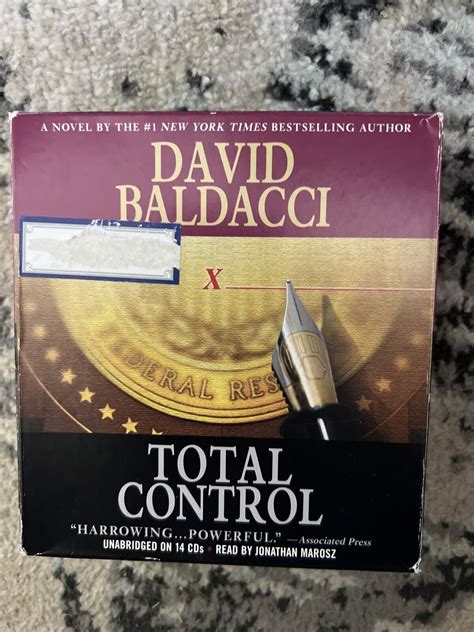 A NOVEL BY THE #1 NEW YORK TIMES BESTSELLING AUTHOR
DAVID
BALDACCI
X
FEDERAL RES
TOTAL
CONTROL
"HARROWING...POWERFUL." —Associated Press
UNABRIDGED ON 14 CDs • READ BY JONATHAN MAROSZ